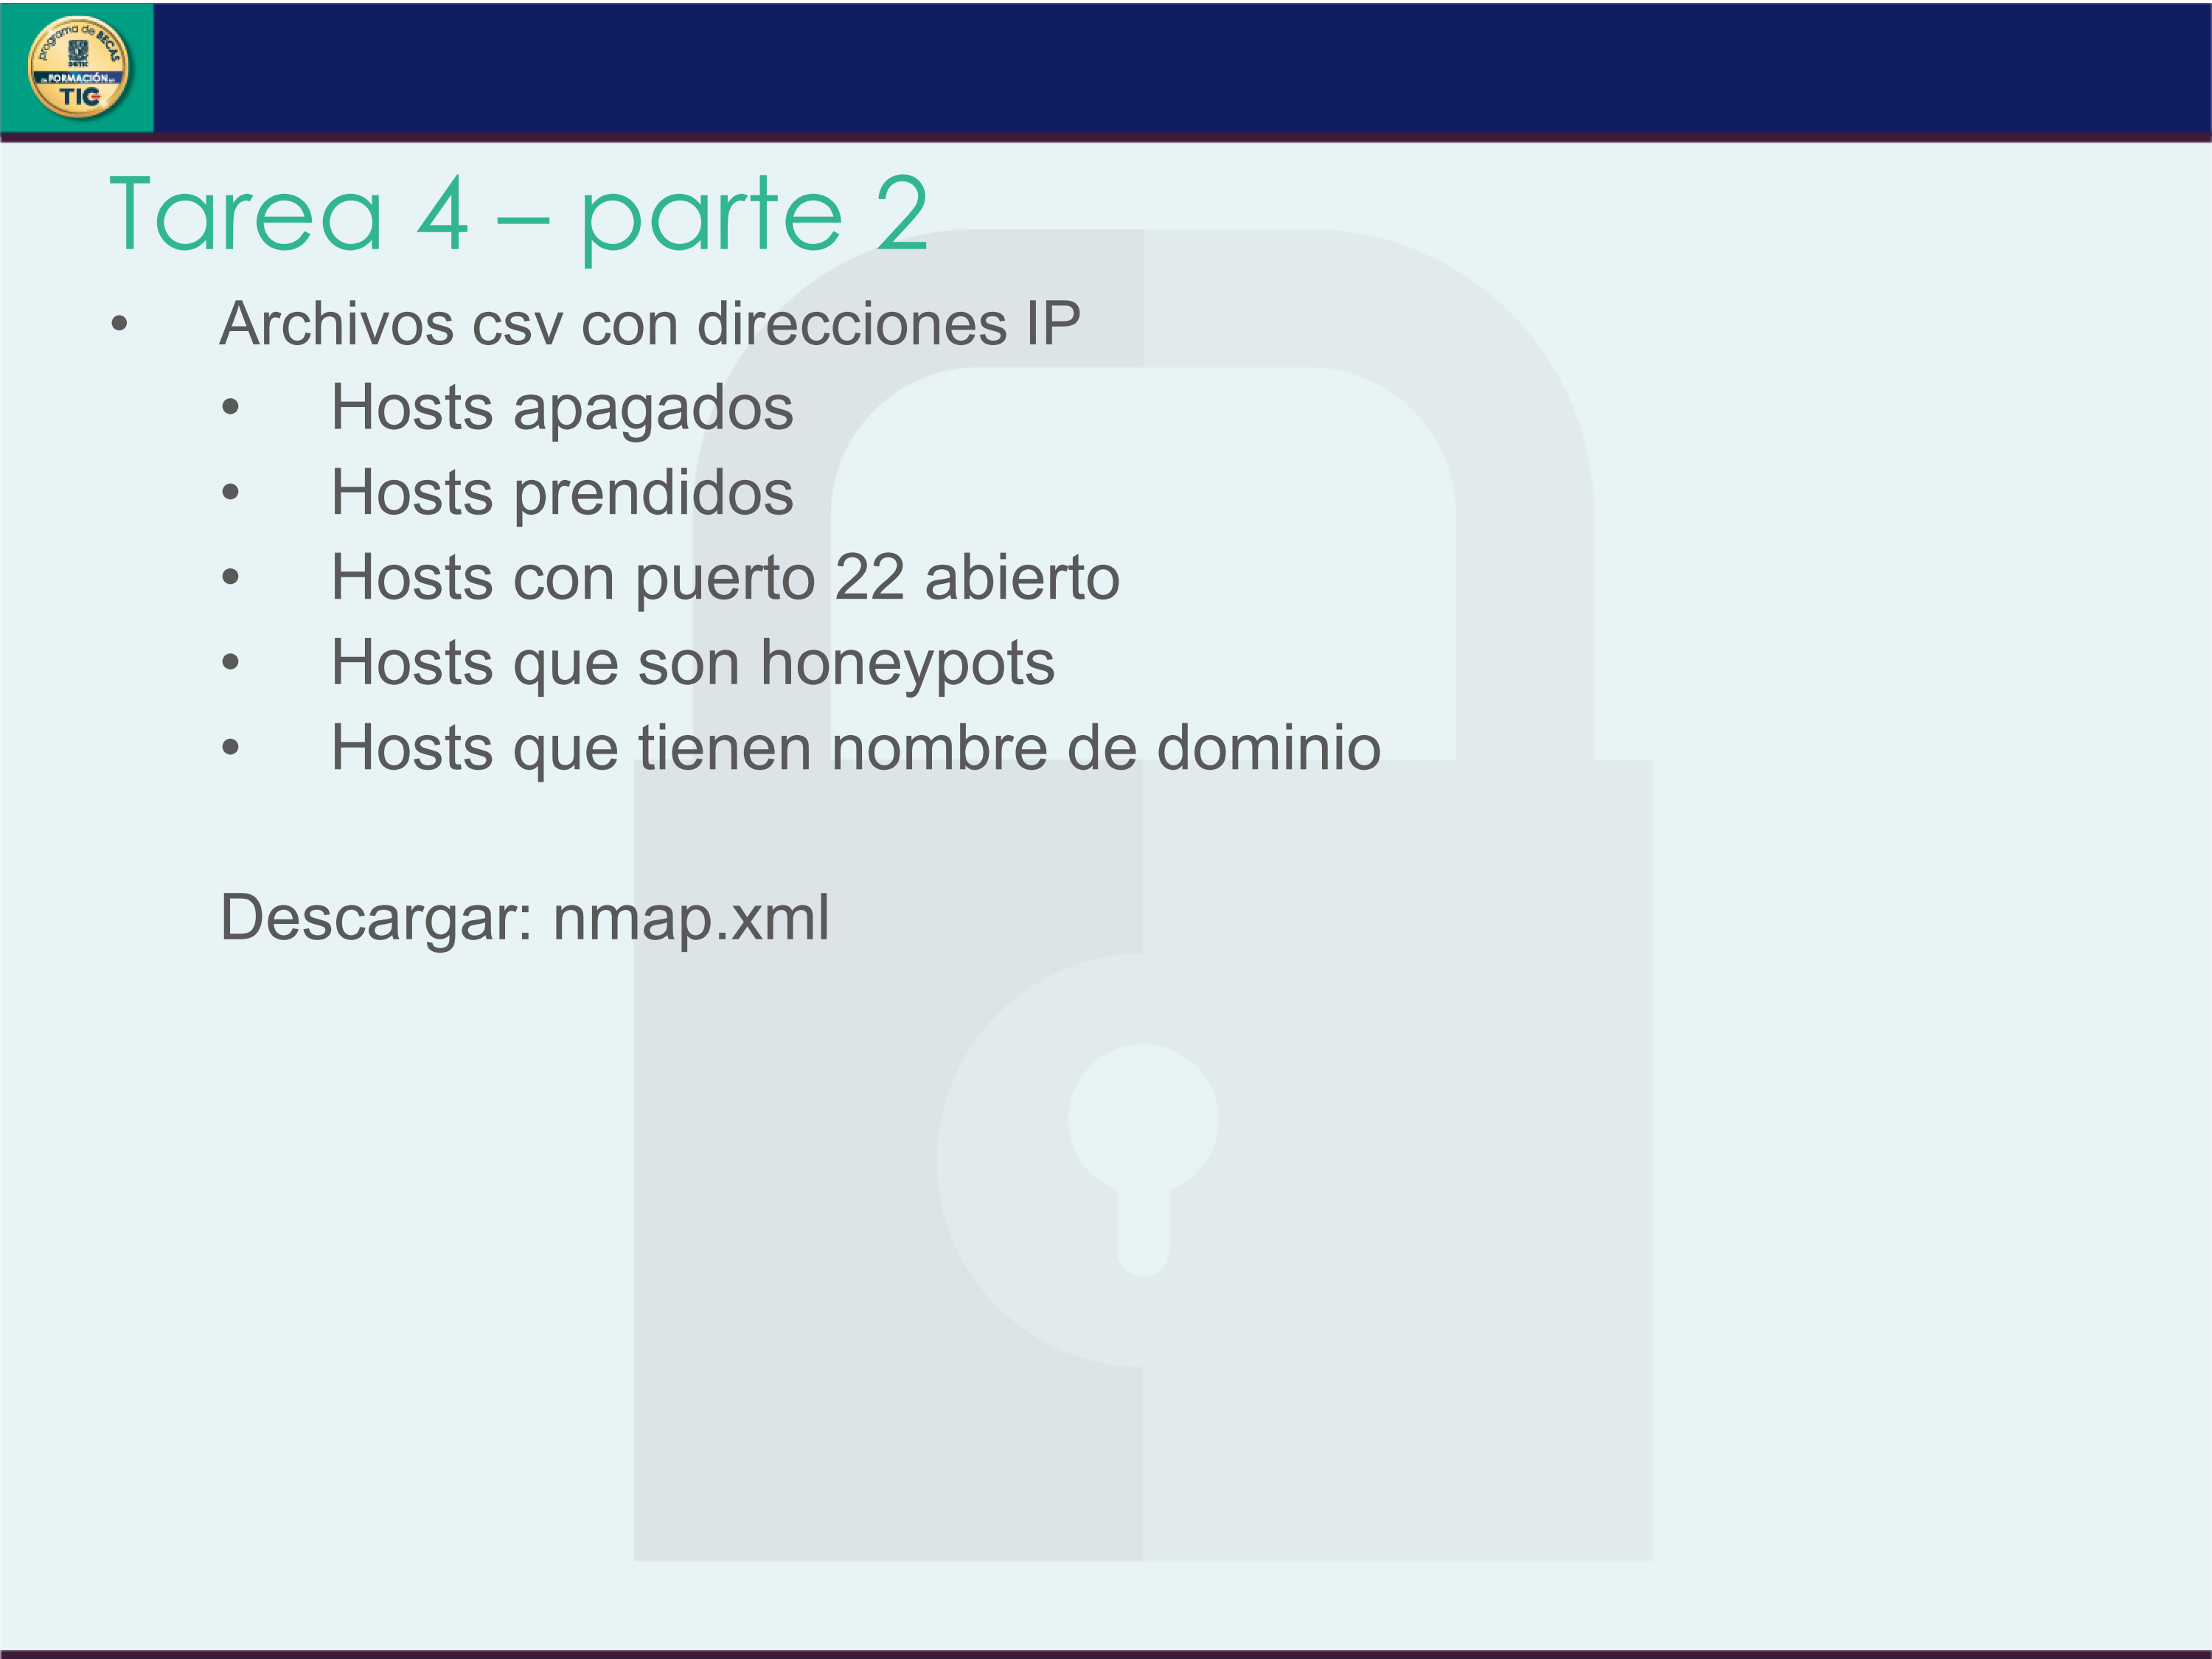 programa de BECAS
DGTIC
de FORMACIÓN en
TIC
Tarea 4 – parte 2
• Archivos csv con direcciones IP
• Hosts apagados
• Hosts prendidos
• Hosts con puerto 22 abierto
• Hosts que son honeypots
• Hosts que tienen nombre de dominio
Descargar: nmap.xml